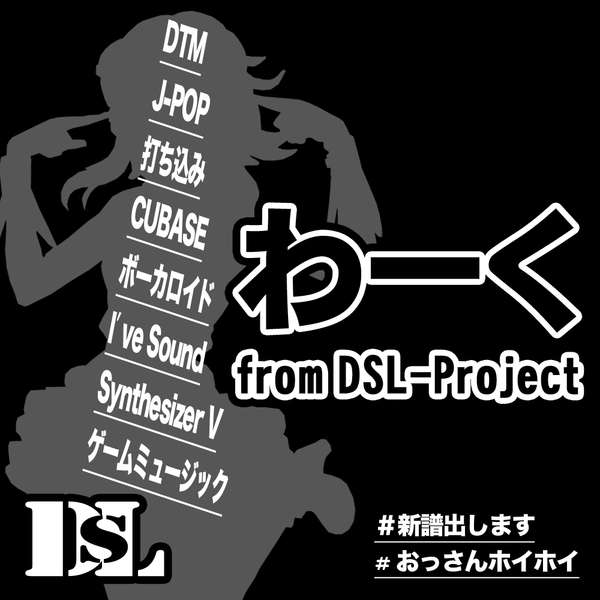 DTM
J-POP
打ち込み
CUBASE
ボーカロイド
I've Sound
Synthesizer V
ゲームミュージック
わーく
from DSL-Project
DSL
#新譜出します
# おっさんホイホイ